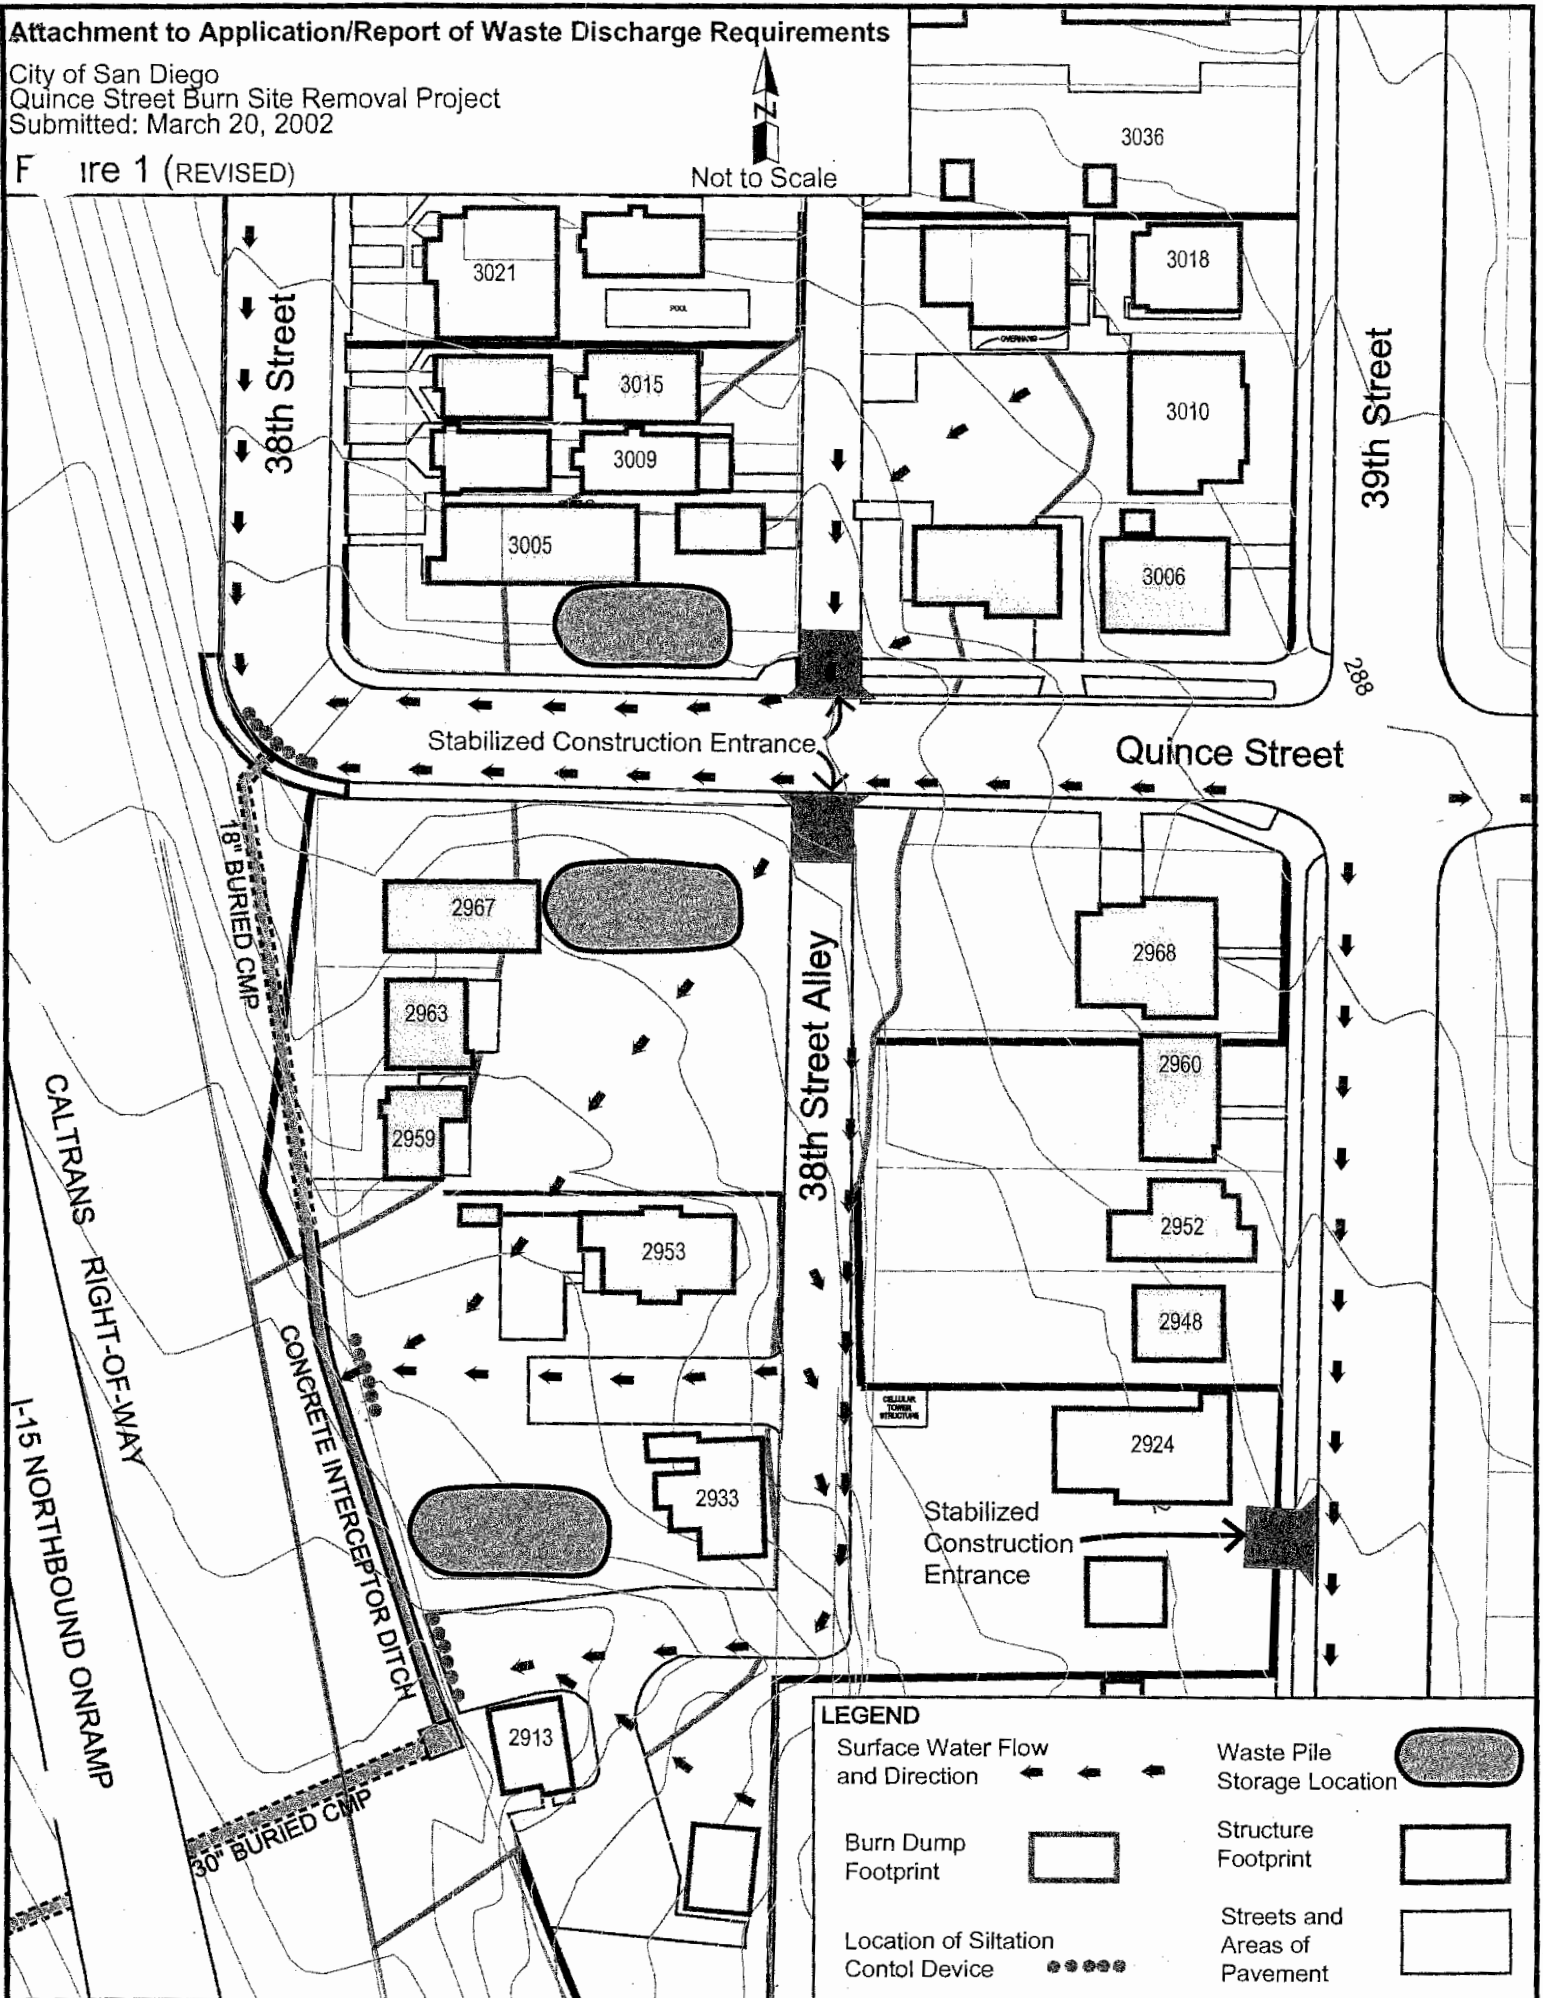 Attachment to Application/Report of Waste Discharge Requirements
City of San Diego
Quince Street Burn Site Removal Project
Submitted: March 20, 2002
F ire 1 (REVISED)
N
Not to Scale
3036
3021
POOL
3018
38th Street
OVERHANG
39th Street
3015
3010
3009
3005
3006
288
Stabilized Construction Entrance
Quince Street
18" BURIED CMP
2967
2968
38th Street Alley
2963
2960
2959
CALTRANS RIGHT-OF-WAY
2953
2952
2948
CONCRETE INTERCEPTOR DITCH
I-15 NORTHBOUND ONRAMP
CELLULAR
TOWER
STRUCTURE
2924
2933
Stabilized
Construction
Entrance
2913
30" BURIED CMP
LEGEND
Surface Water Flow
and Direction
Waste Pile
Storage Location
Burn Dump
Footprint
Structure
Footprint
Location of Siltation
Contol Device
Streets and
Areas of
Pavement